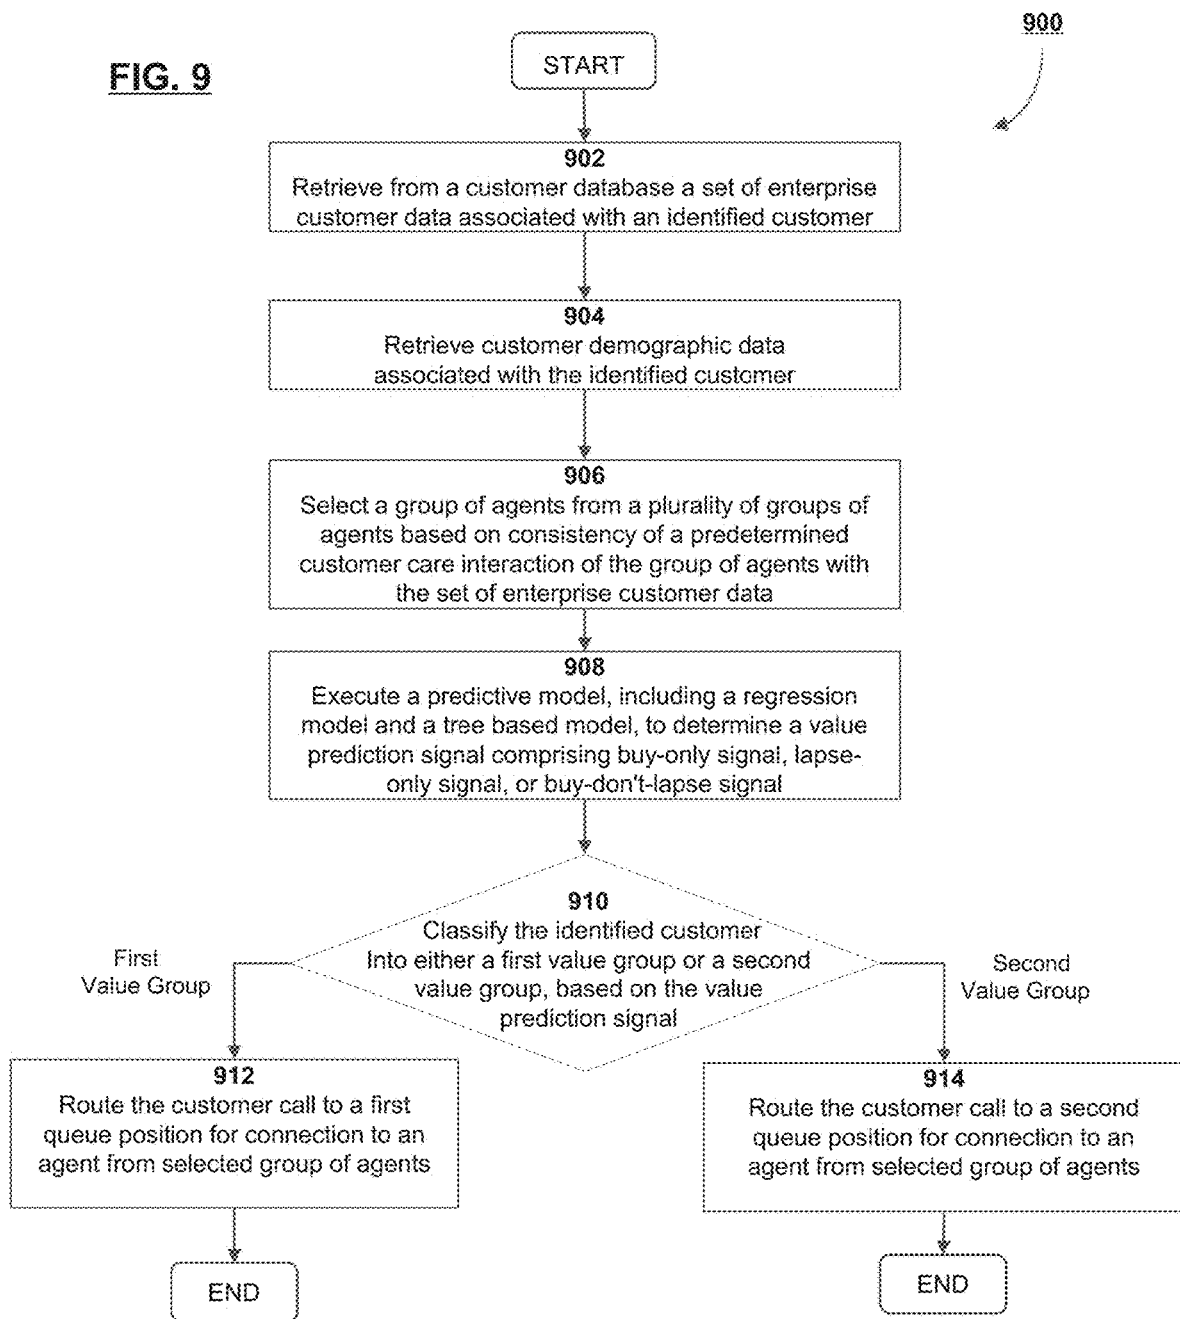 900
FIG. 9
START
902
Retrieve from a customer database a set of enterprise
customer data associated with an identified customer
904
Retrieve customer demographic data
associated with the identified customer
906
Select a group of agents from a plurality of groups of
agents based on consistency of a predetermined
customer care interaction of the group of agents with
the set of enterprise customer data
908
Execute a predictive model, including a regression
model and a tree based model, to determine a value
prediction signal comprising buy-only signal, lapse-
only signal, or buy-don't-lapse signal
910
Classify the identified customer
Into either a first value group or a second
value group, based on the value
prediction signal
First
Value Group
Second
Value Group
912
Route the customer call to a first
queue position for connection to an
agent from selected group of agents
914
Route the customer call to a second
queue position for connection to an
agent from selected group of agents
END
END